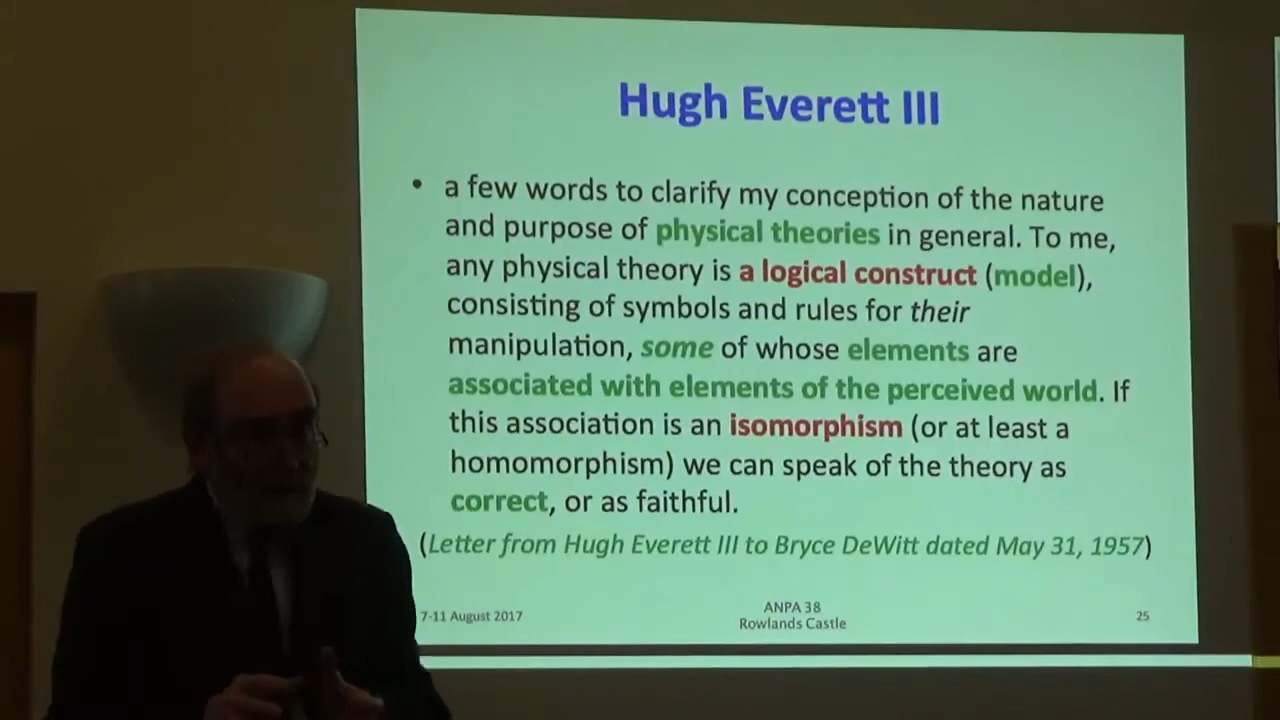 Hugh Everett III
• a few words to clarify my conception of the nature
and purpose of physical theories in general. To me,
any physical theory is a logical construct (model),
consisting of symbols and rules for their
manipulation, some of whose elements are
associated with elements of the perceived world. If
this association is an isomorphism (or at least a
homomorphism) we can speak of the theory as
correct, or as faithful.
(Letter from Hugh Everett III to Bryce DeWitt dated May 31, 1957)
7-11 August 2017
ANPA 38
Rowlands Castle
25